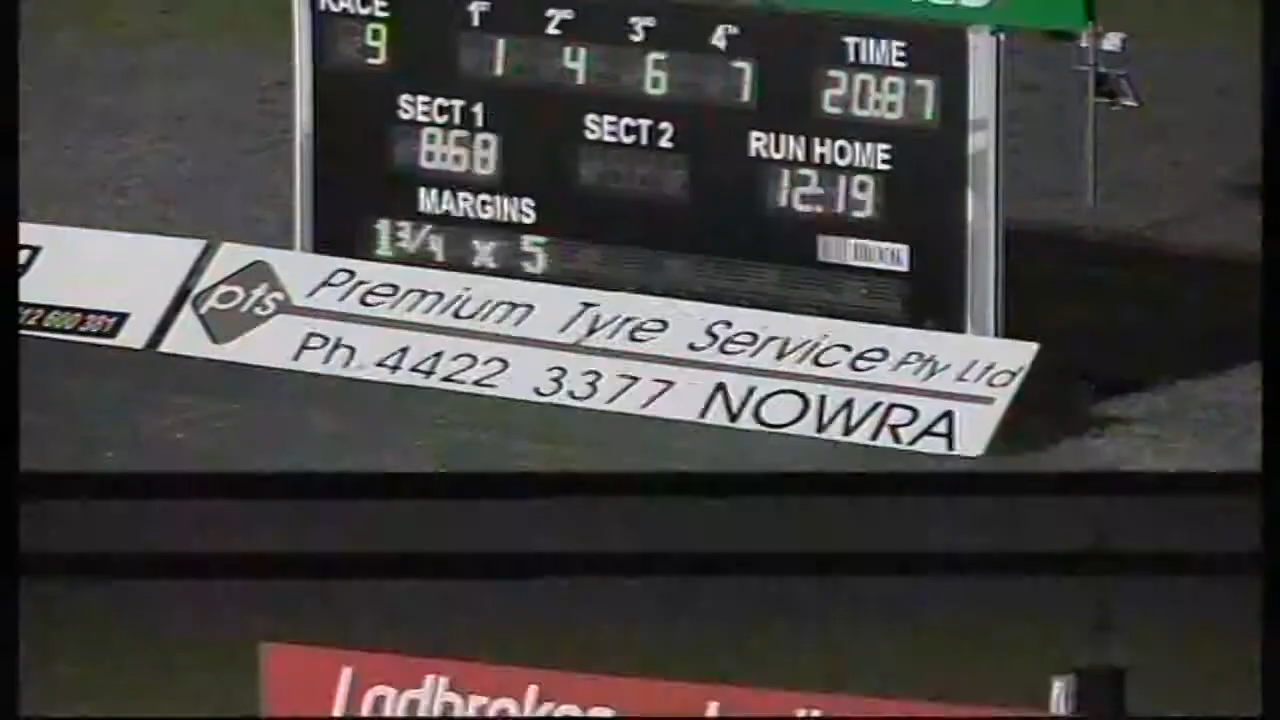 RACE 1st 2nd 3rd 4th TIME
9 1 4 6 7 20:87
SECT 1 SECT 2 RUN HOME
8:68 12:19
MARGINS
1 3/4 x 5
pts Premium Tyre Service Pty Ltd
Ph. 4422 3377 NOWRA
Ladbrokes